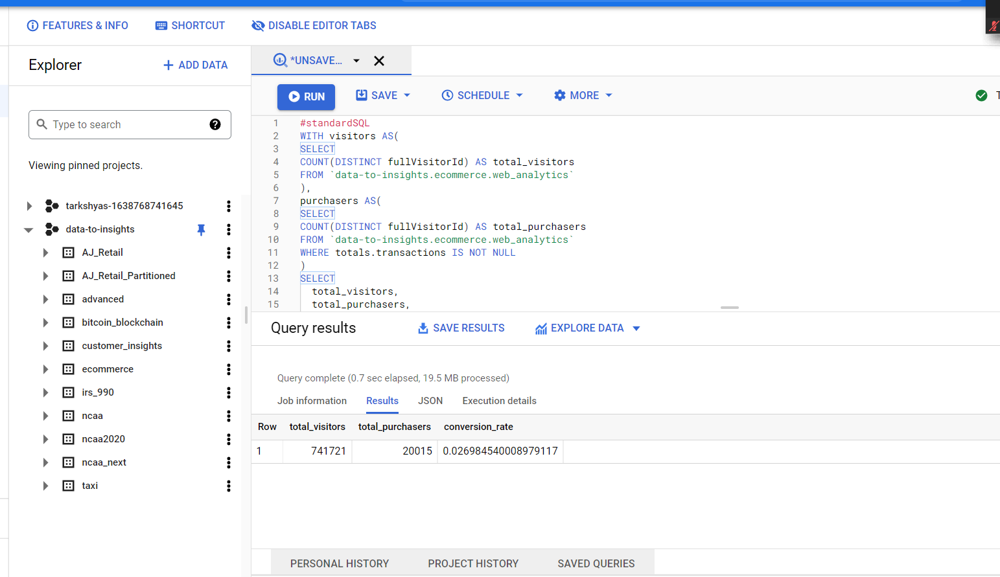 FEATURES & INFO
SHORTCUT
DISABLE EDITOR TABS
Explorer
ADD DATA
Type to search
Viewing pinned projects.
tarkshyas-1638768741645
data-to-insights
AJ_Retail
AJ_Retail_Partitioned
advanced
bitcoin_blockchain
customer_insights
ecommerce
irs_990
ncaa
ncaa2020
ncaa_next
taxi
*UNSAVE...
RUN
SAVE
SCHEDULE
MORE
T
1 #standardSQL
2 WITH visitors AS(
3 SELECT
4 COUNT(DISTINCT fullVisitorId) AS total_visitors
5 FROM `data-to-insights.ecommerce.web_analytics`
6 ),
7 purchasers AS(
8 SELECT
9 COUNT(DISTINCT fullVisitorId) AS total_purchasers
10 FROM `data-to-insights.ecommerce.web_analytics`
11 WHERE totals.transactions IS NOT NULL
12 )
13 SELECT
14 total_visitors,
15 total_purchasers,
Query results
SAVE RESULTS
EXPLORE DATA
Query complete (0.7 sec elapsed, 19.5 MB processed)
Job information Results JSON Execution details
Row total_visitors total_purchasers conversion_rate
1 741721 20015 0.026984540008979117
PERSONAL HISTORY PROJECT HISTORY SAVED QUERIES